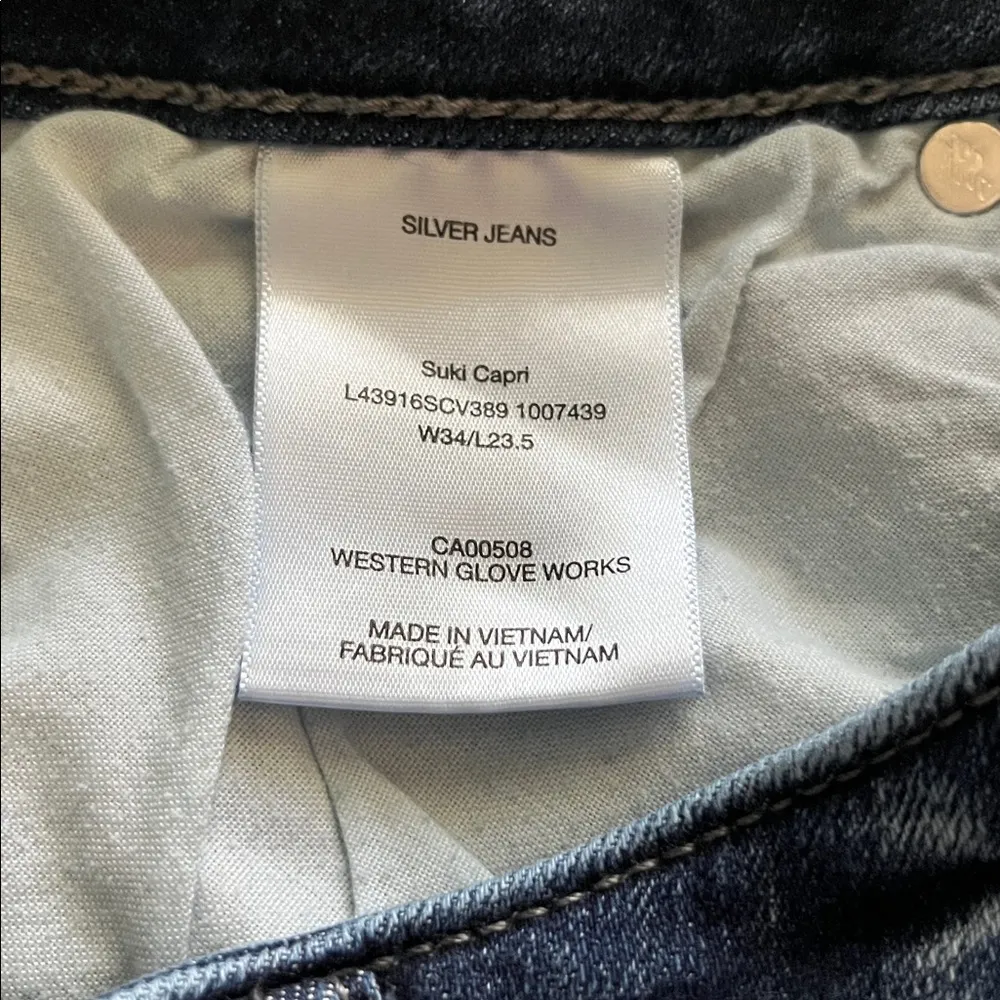 SILVER JEANS
Suki Capri
L43916SCV389 1007439
W34/L23.5
CA00508
WESTERN GLOVE WORKS
MADE IN VIETNAM/
FABRIQUÉ AU VIETNAM